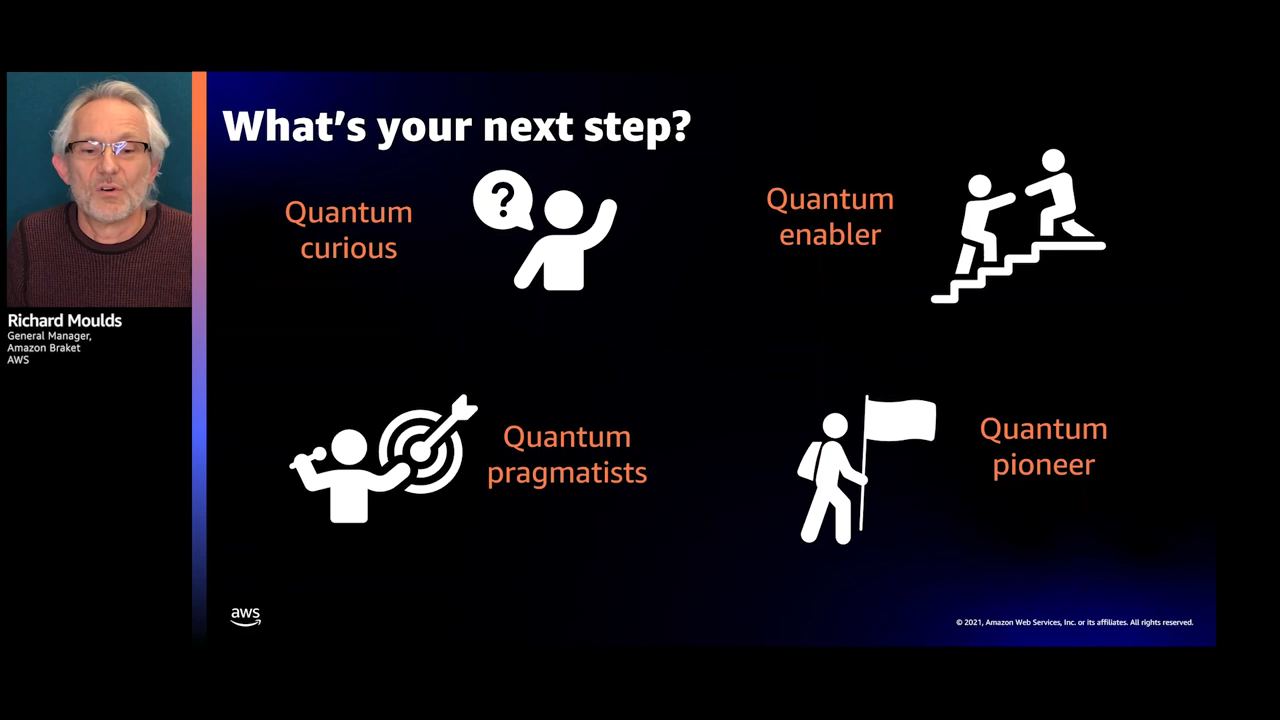 What's your next step?
Quantum
curious
?
Quantum
enabler
Richard Moulds
General Manager,
Amazon Braket
AWS
Quantum
pragmatists
Quantum
pioneer
aws
© 2021, Amazon Web Services, Inc. or its affiliates. All rights reserved.